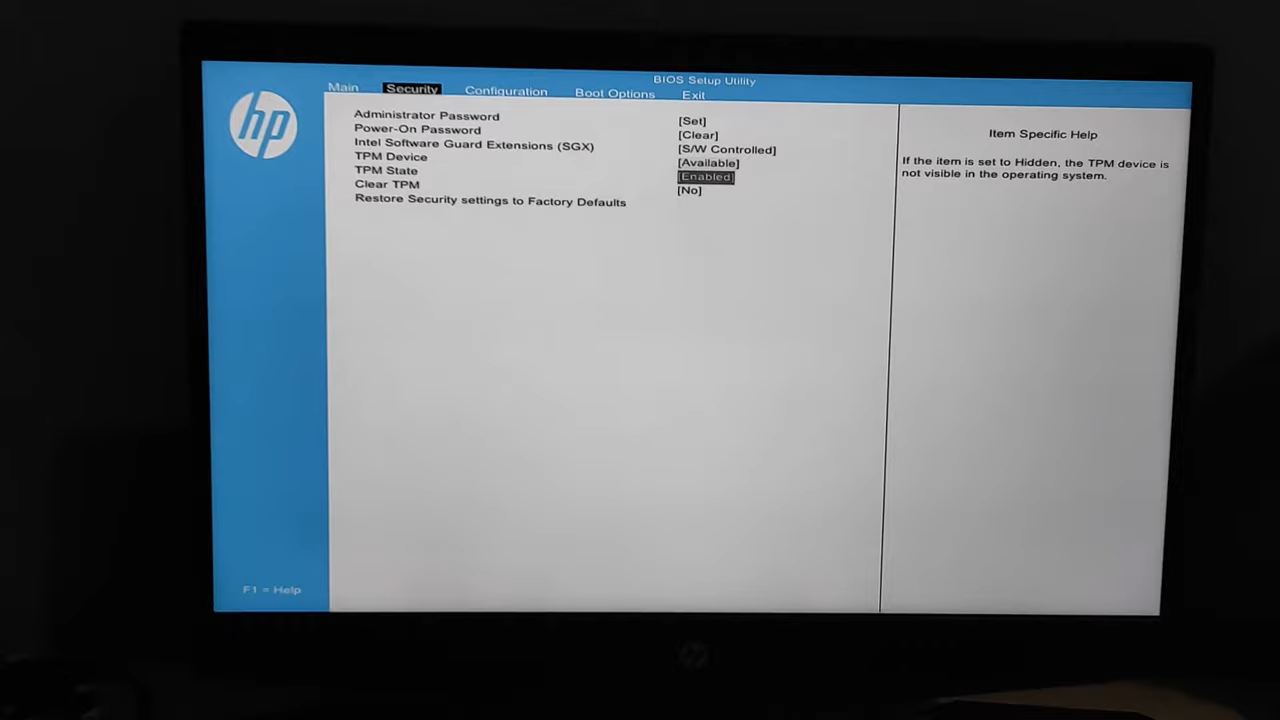 BIOS Setup Utility
Main Security Configuration Boot Options Exit
hp
Administrator Password [Set]
Power-On Password [Clear]
Intel Software Guard Extensions (SGX) [S/W Controlled]
TPM Device [Available]
TPM State [Enabled]
Clear TPM [No]
Restore Security settings to Factory Defaults
Item Specific Help
If the item is set to Hidden, the TPM device is
not visible in the operating system.
F1 = Help
hp